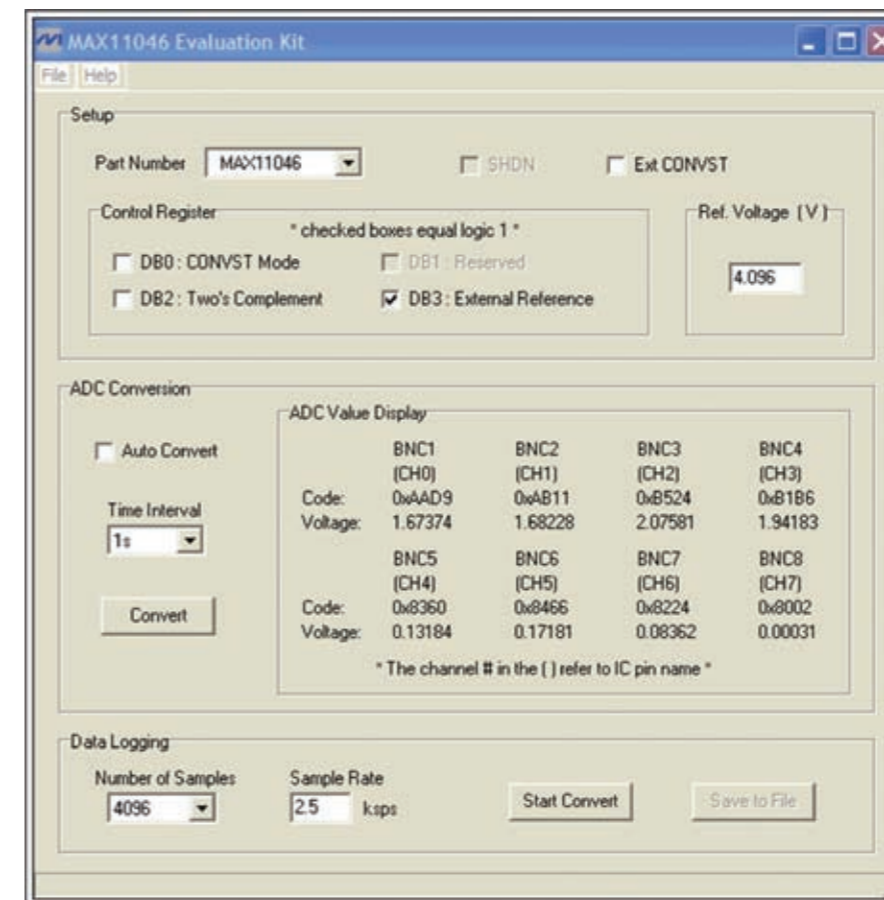 MAX11046 Evaluation Kit
File Help
Setup
Part Number MAX11046 SHDN Ext CONVST
Control Register
* checked boxes equal logic 1 *
DB0 : CONVST Mode DB1 : Reserved
DB2 : Two's Complement DB3 : External Reference
Ref. Voltage (V)
4.096
ADC Conversion
Auto Convert
Time Interval
1s
Convert
ADC Value Display
BNC1 BNC2 BNC3 BNC4
(CH0) (CH1) (CH2) (CH3)
Code: 0xAAD9 0xAB11 0xB524 0xB1B6
Voltage: 1.67374 1.68228 2.07581 1.94183
BNC5 BNC6 BNC7 BNC8
(CH4) (CH5) (CH6) (CH7)
Code: 0x8360 0x8466 0x8224 0x8002
Voltage: 0.13184 0.17181 0.08362 0.00031
* The channel # in the ( ) refer to IC pin name *
Data Logging
Number of Samples Sample Rate
4096 2.5 ksps Start Convert Save to File